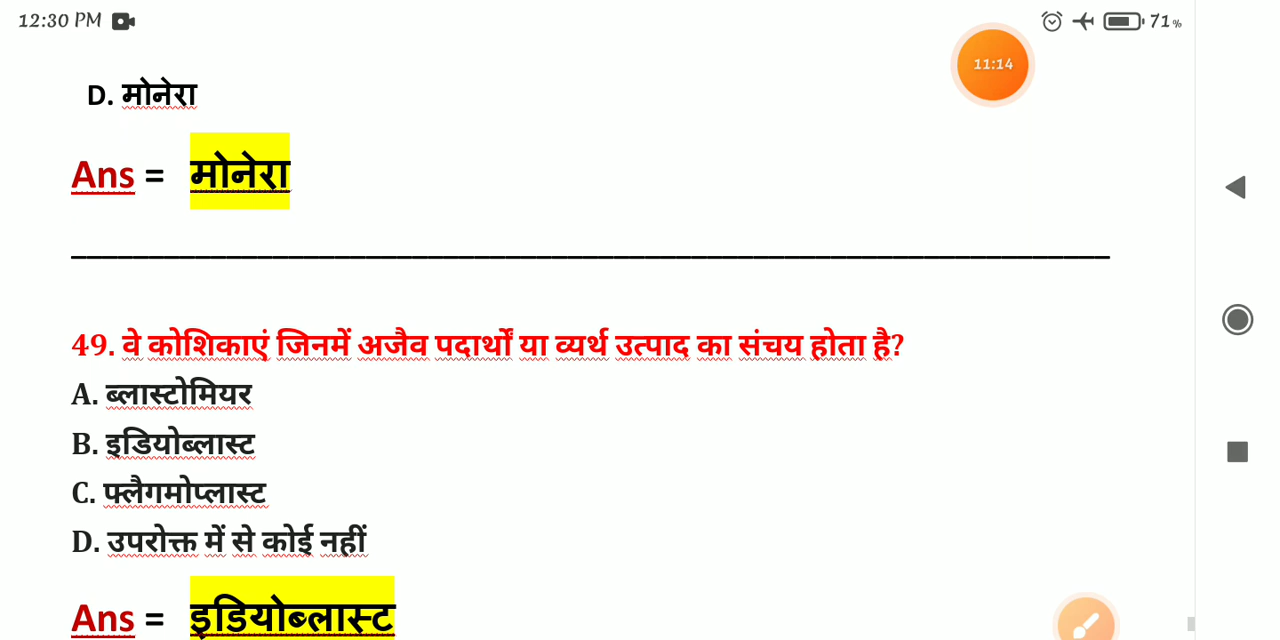 12:30 PM
71%
11:14
D. मोनेरा
Ans = मोनेरा
49. वे कोशिकाएं जिनमें अजैव पदार्थों या व्यर्थ उत्पाद का संचय होता है?
A. ब्लास्टोमियर
B. इडियोब्लास्ट
C. फ्लैगमोप्लास्ट
D. उपरोक्त में से कोई नहीं
Ans = इडियोब्लास्ट